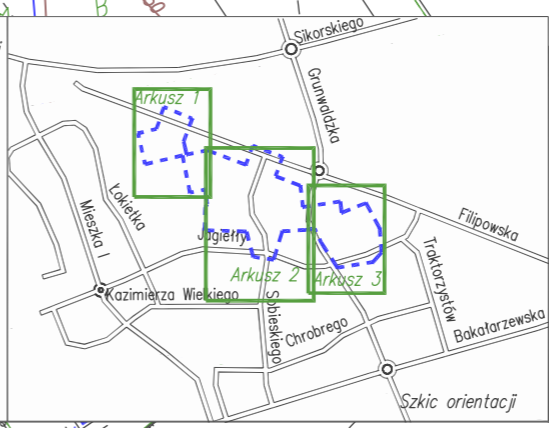 Sikorskiego
Grunwaldzka
Arkusz 1
Łokietka
Mieszka I
Filipowska
Jagiełły
Traktorzystów
Arkusz 2
Arkusz 3
Kazimierza Wielkiego
Sobieskiego
Chrobrego
Bakałarzewska
Szkic orientacji